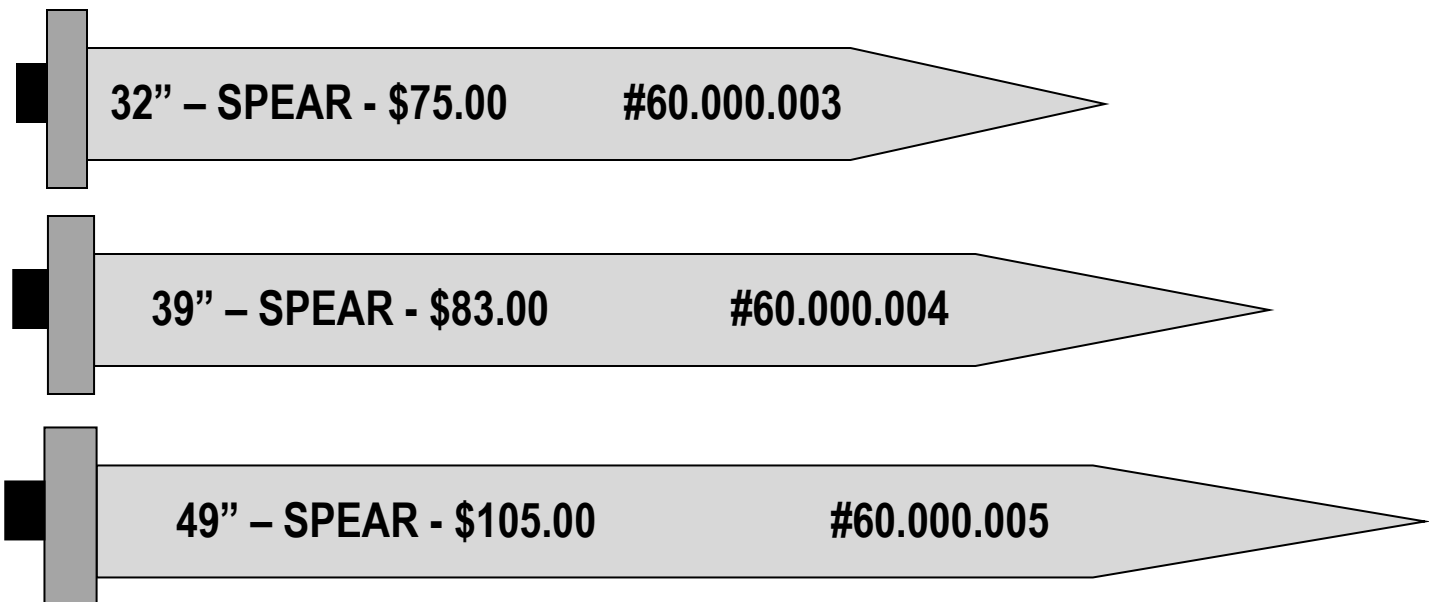 32” – SPEAR - $75.00 #60.000.003
39” – SPEAR - $83.00 #60.000.004
49” – SPEAR - $105.00 #60.000.005